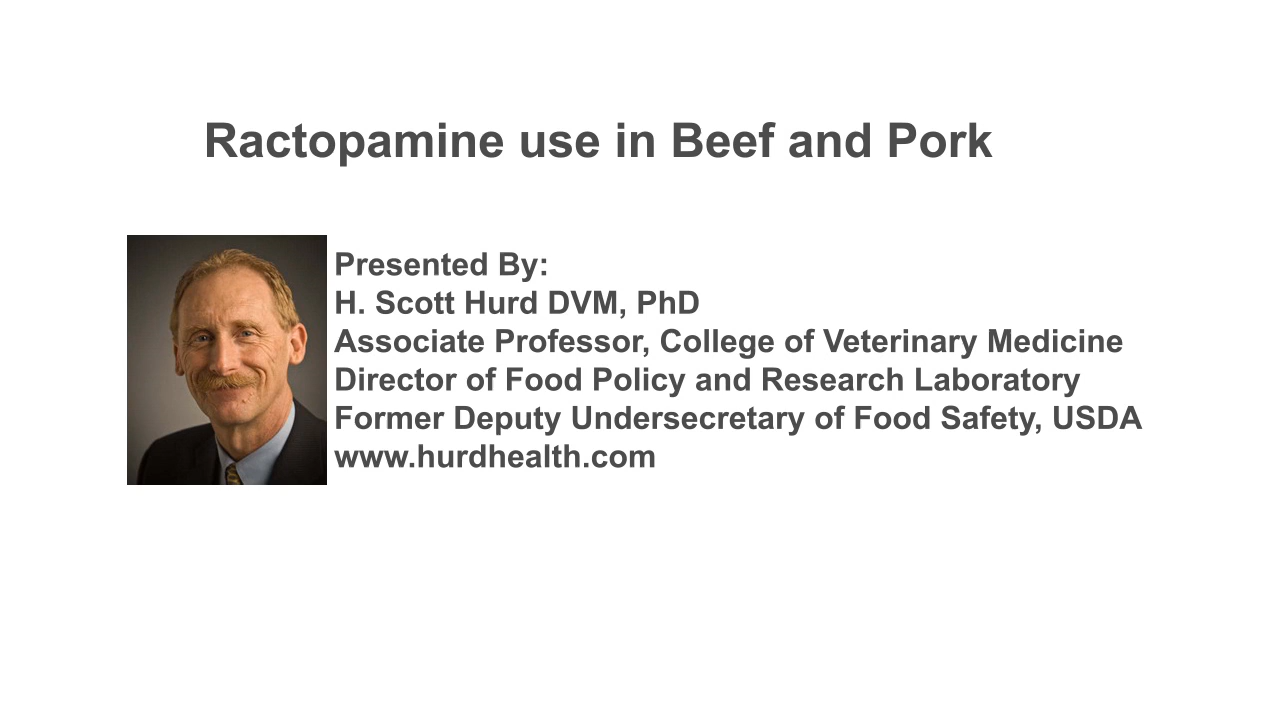 Ractopamine use in Beef and Pork
Presented By:
H. Scott Hurd DVM, PhD
Associate Professor, College of Veterinary Medicine
Director of Food Policy and Research Laboratory
Former Deputy Undersecretary of Food Safety, USDA
www.hurdhealth.com